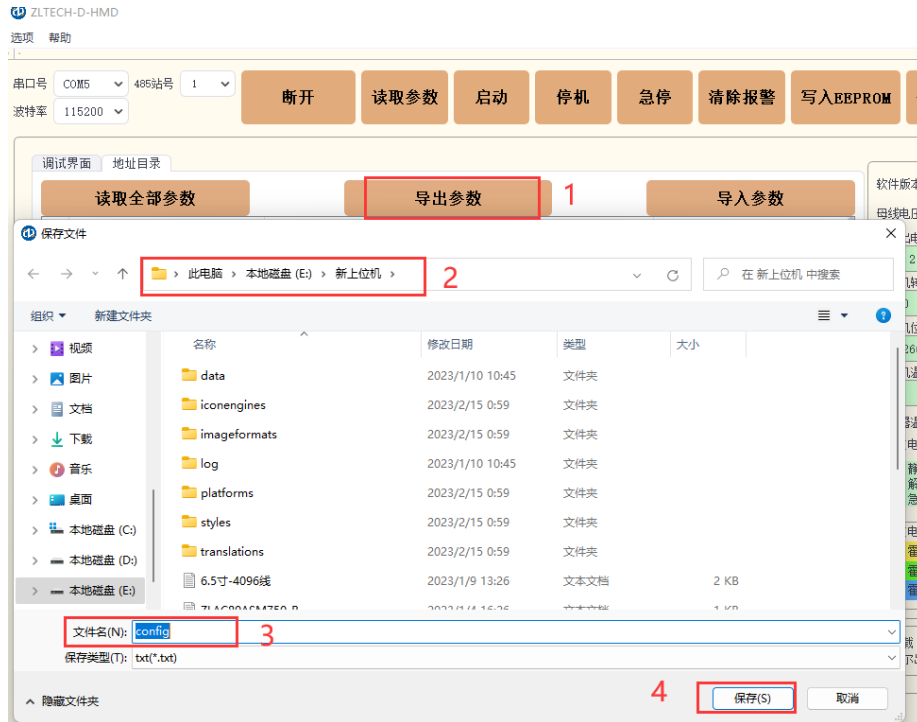 ZLTECH-D-HMD
选项 帮助
串口号 COM5 485站号 1
波特率 115200
断开 读取参数 启动 停机 急停 清除报警 写入EEPROM
调试界面 地址目录
读取全部参数 导出参数 1 导入参数
软件版本
母线电压
保存文件
此电脑 › 本地磁盘 (E:) › 新上位机 › 2 在 新上位机 中搜索
组织 新建文件夹
名称 修改日期 类型 大小
视频
图片
文档
下载
音乐
桌面
本地磁盘 (C:)
本地磁盘 (D:)
本地磁盘 (E:)
data 2023/1/10 10:45 文件夹
iconengines 2023/2/15 0:59 文件夹
imageformats 2023/2/15 0:59 文件夹
log 2023/1/10 10:45 文件夹
platforms 2023/2/15 0:59 文件夹
styles 2023/2/15 0:59 文件夹
translations 2023/2/15 0:59 文件夹
6.5寸-4096线 2023/1/9 13:26 文本文档 2 KB
文件名(N): config 3
保存类型(T): txt(*.txt)
隐藏文件夹 4 保存(S) 取消